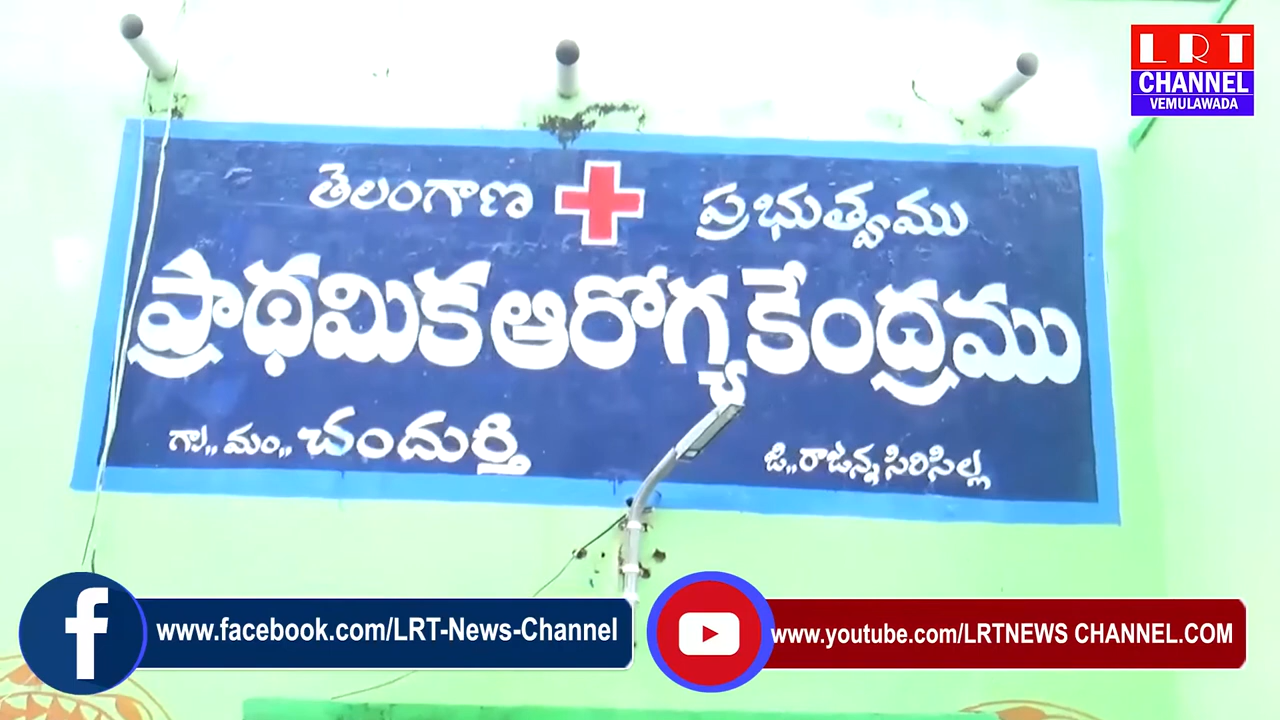 LRT
CHANNEL
VEMULAWADA
తెలంగాణ ప్రభుత్వము
ప్రాథమిక ఆరోగ్య కేంద్రము
గ్రా,, మం,, చందుర్తి
జి,, రాజన్న సిరిసిల్ల
www.facebook.com/LRT-News-Channel
www.youtube.com/LRTNEWS CHANNEL.COM